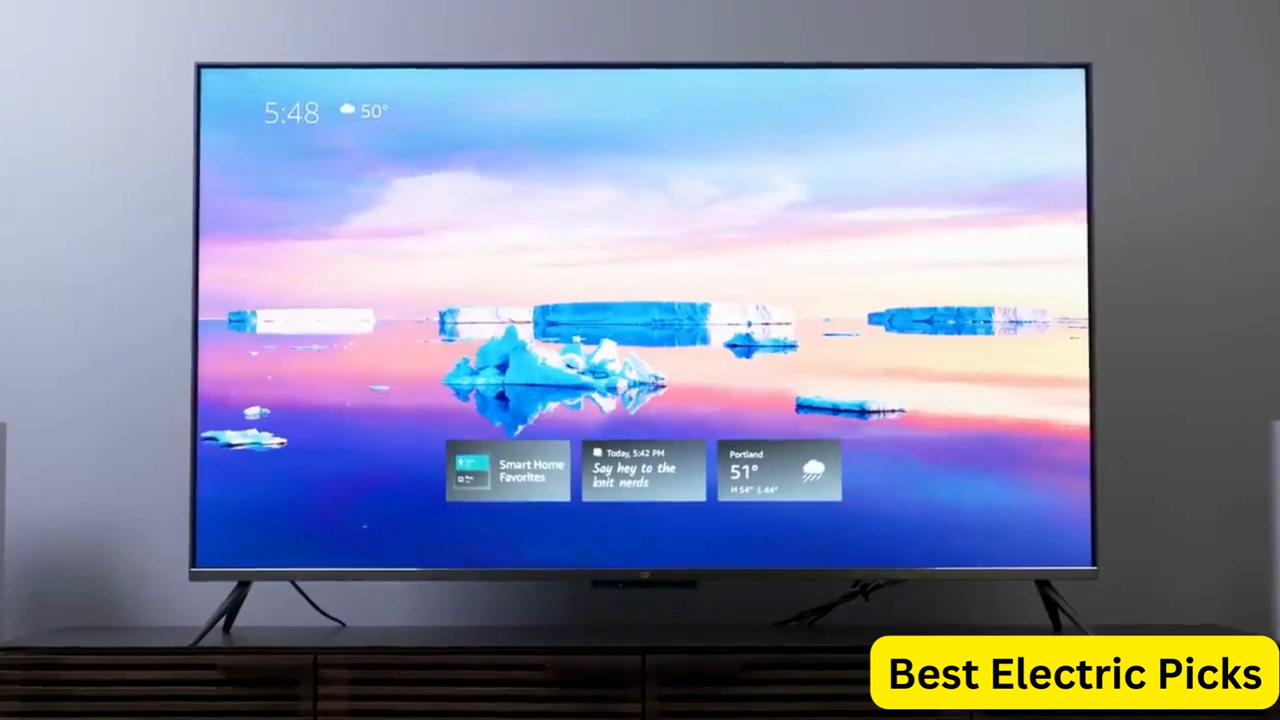 5:48 50°
Smart Home
Favorites
Today, 5:42 PM
Say hey to the
knit nerds
Portland
51°
H 54° L 44°
Best Electric Picks